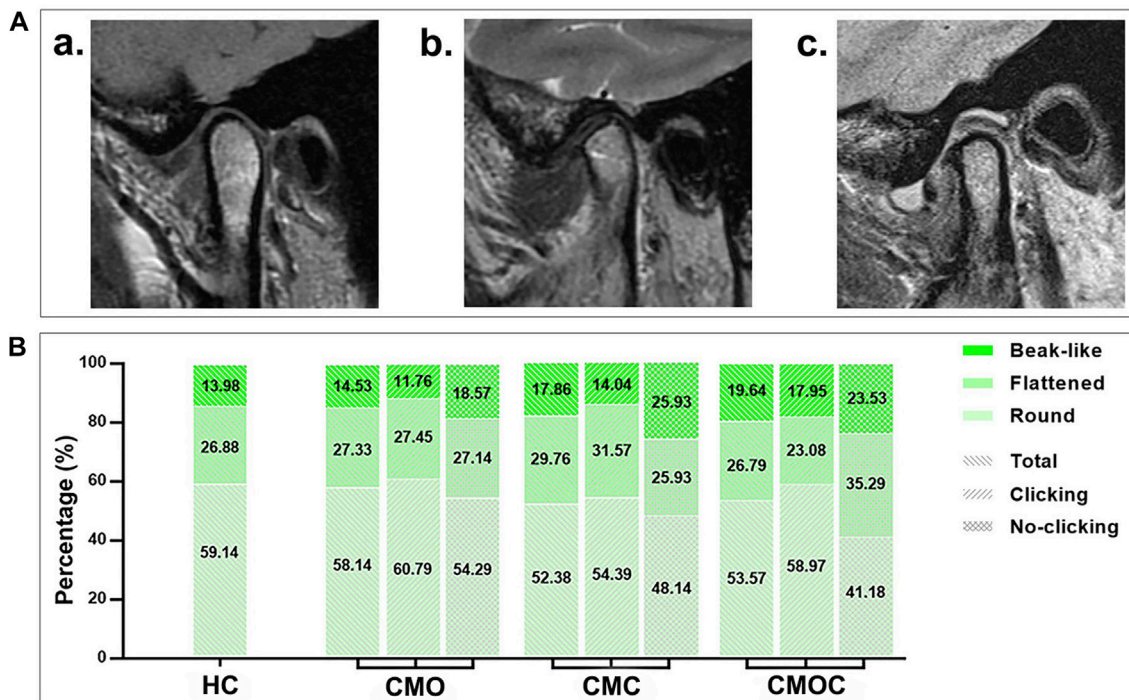 A
a.
b.
c.
B
Percentage (%)
100
80
60
40
20
0
13.98
26.88
59.14
14.53
27.33
58.14
11.76
27.45
60.79
18.57
27.14
54.29
17.86
29.76
52.38
14.04
31.57
54.39
25.93
25.93
48.14
19.64
26.79
53.57
17.95
23.08
58.97
23.53
35.29
41.18
HC
CMO
CMC
CMOC
Beak-like
Flattened
Round
Total
Clicking
No-clicking